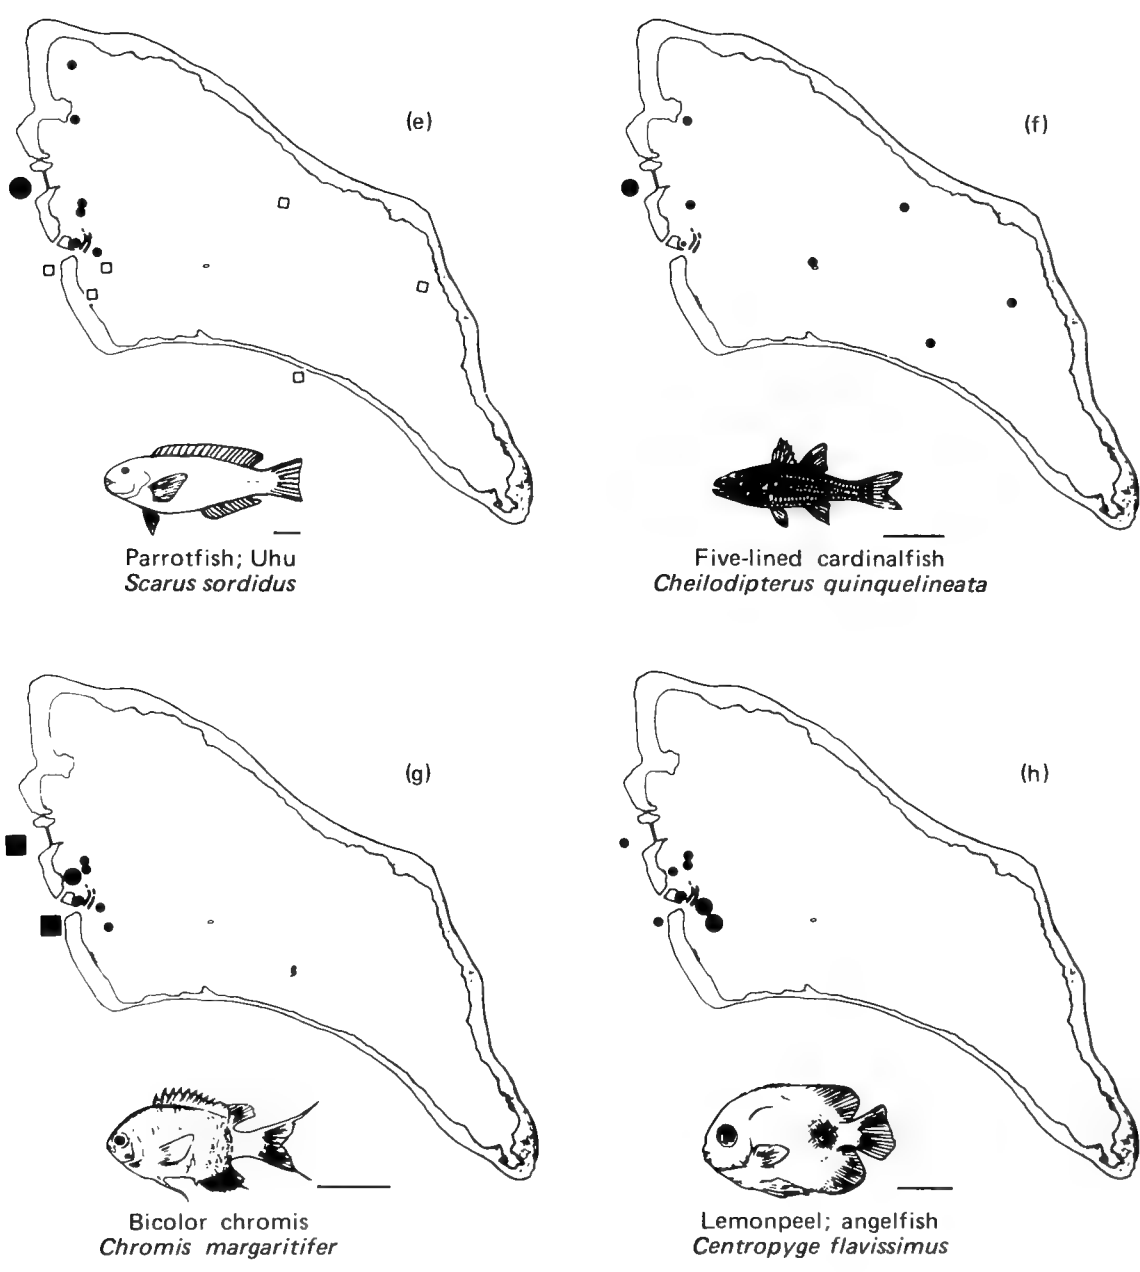 (e)
Parrotfish; Uhu
Scarus sordidus
(f)
Five-lined cardinalfish
Cheilodipterus quinquelineata
(g)
Bicolor chromis
Chromis margaritifer
(h)
Lemonpeel; angelfish
Centropyge flavissimus